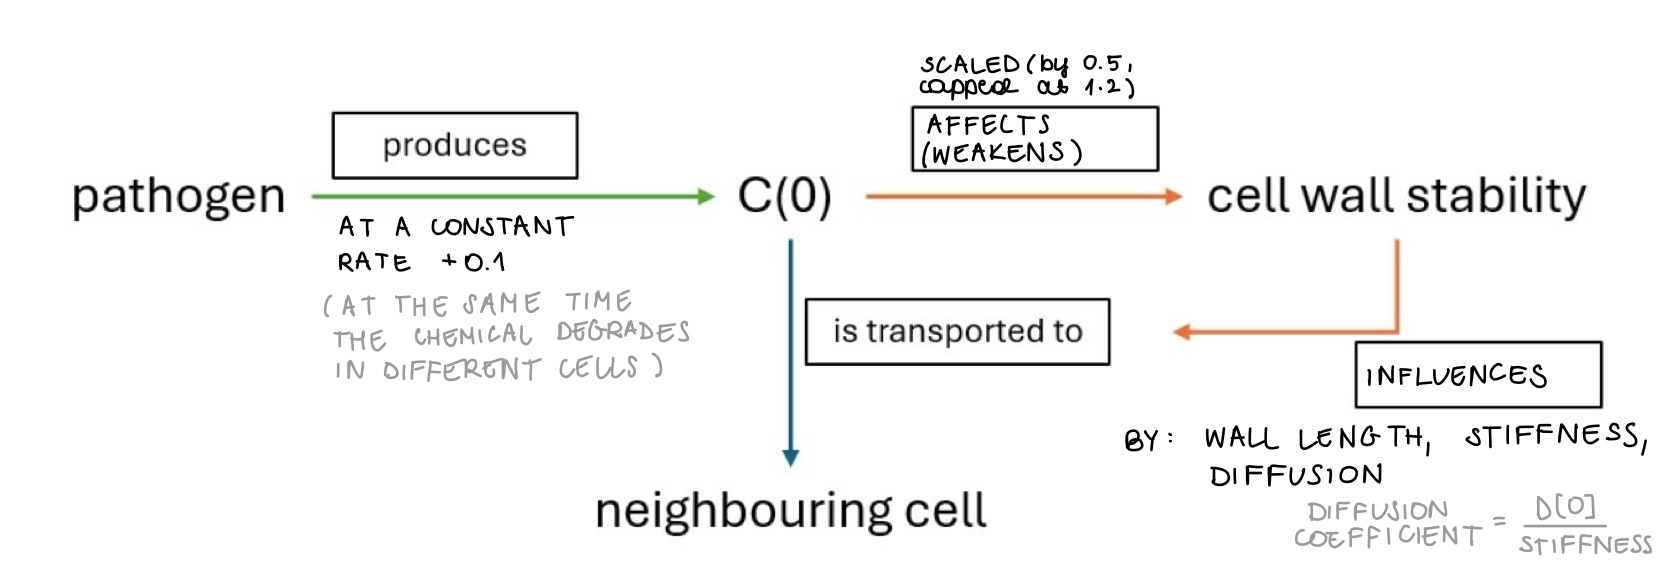 SCALED (by 0.5,
capped at 1.2)
produces
AFFECTS
(WEAKENS)
pathogen
C(0)
cell wall stability
AT A CONSTANT
RATE +0.1
(AT THE SAME TIME
THE CHEMICAL DEGRADES
IN DIFFERENT CELLS)
is transported to
INFLUENCES
BY: WALL LENGTH, STIFFNESS,
DIFFUSION
neighbouring cell
DIFFUSION
COEFFICIENT = D[0]
STIFFNESS